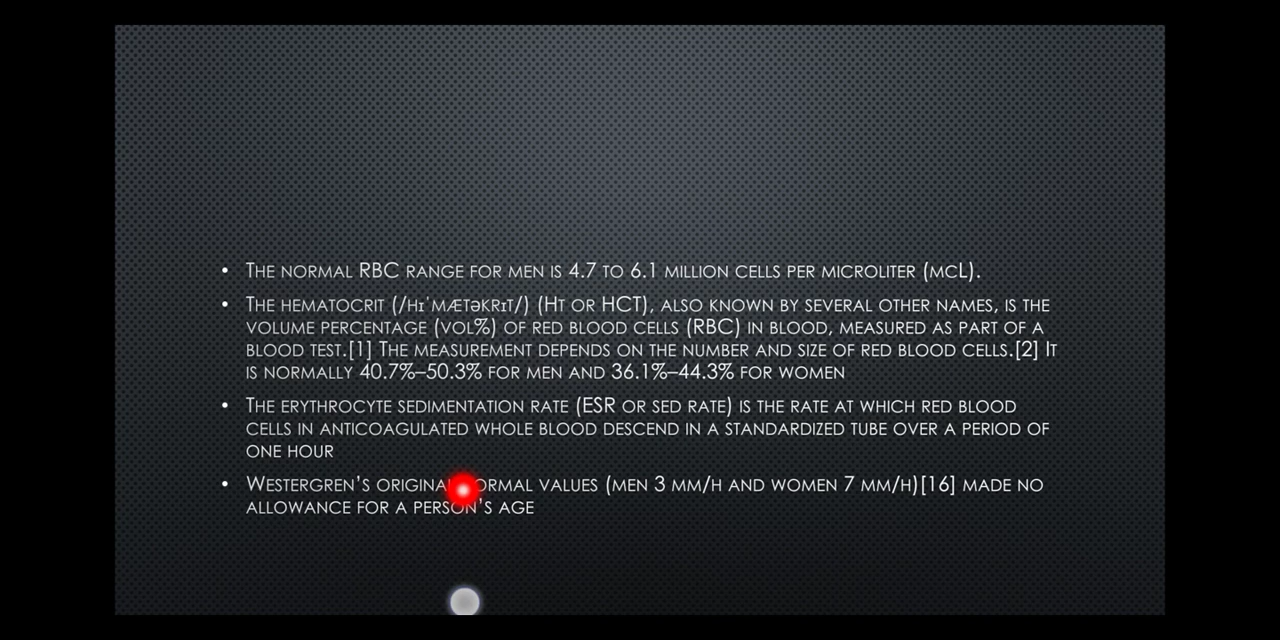 • The normal RBC range for men is 4.7 to 6.1 million cells per microliter (mcL).
• The hematocrit (/hɪˈmætəkrɪt/) (Ht or HCT), also known by several other names, is the
volume percentage (vol%) of red blood cells (RBC) in blood, measured as part of a
blood test.[1] The measurement depends on the number and size of red blood cells.[2] It
is normally 40.7%–50.3% for men and 36.1%–44.3% for women
• The erythrocyte sedimentation rate (ESR or sed rate) is the rate at which red blood
cells in anticoagulated whole blood descend in a standardized tube over a period of
one hour
• Westergren's original normal values (men 3 mm/h and women 7 mm/h)[16] made no
allowance for a person's age